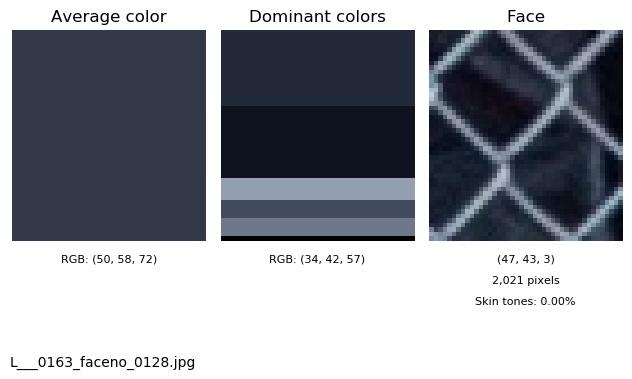 Average color
Dominant colors
Face
RGB: (50, 58, 72)
RGB: (34, 42, 57)
(47, 43, 3)
2,021 pixels
Skin tones: 0.00%
L___0163_faceno_0128.jpg